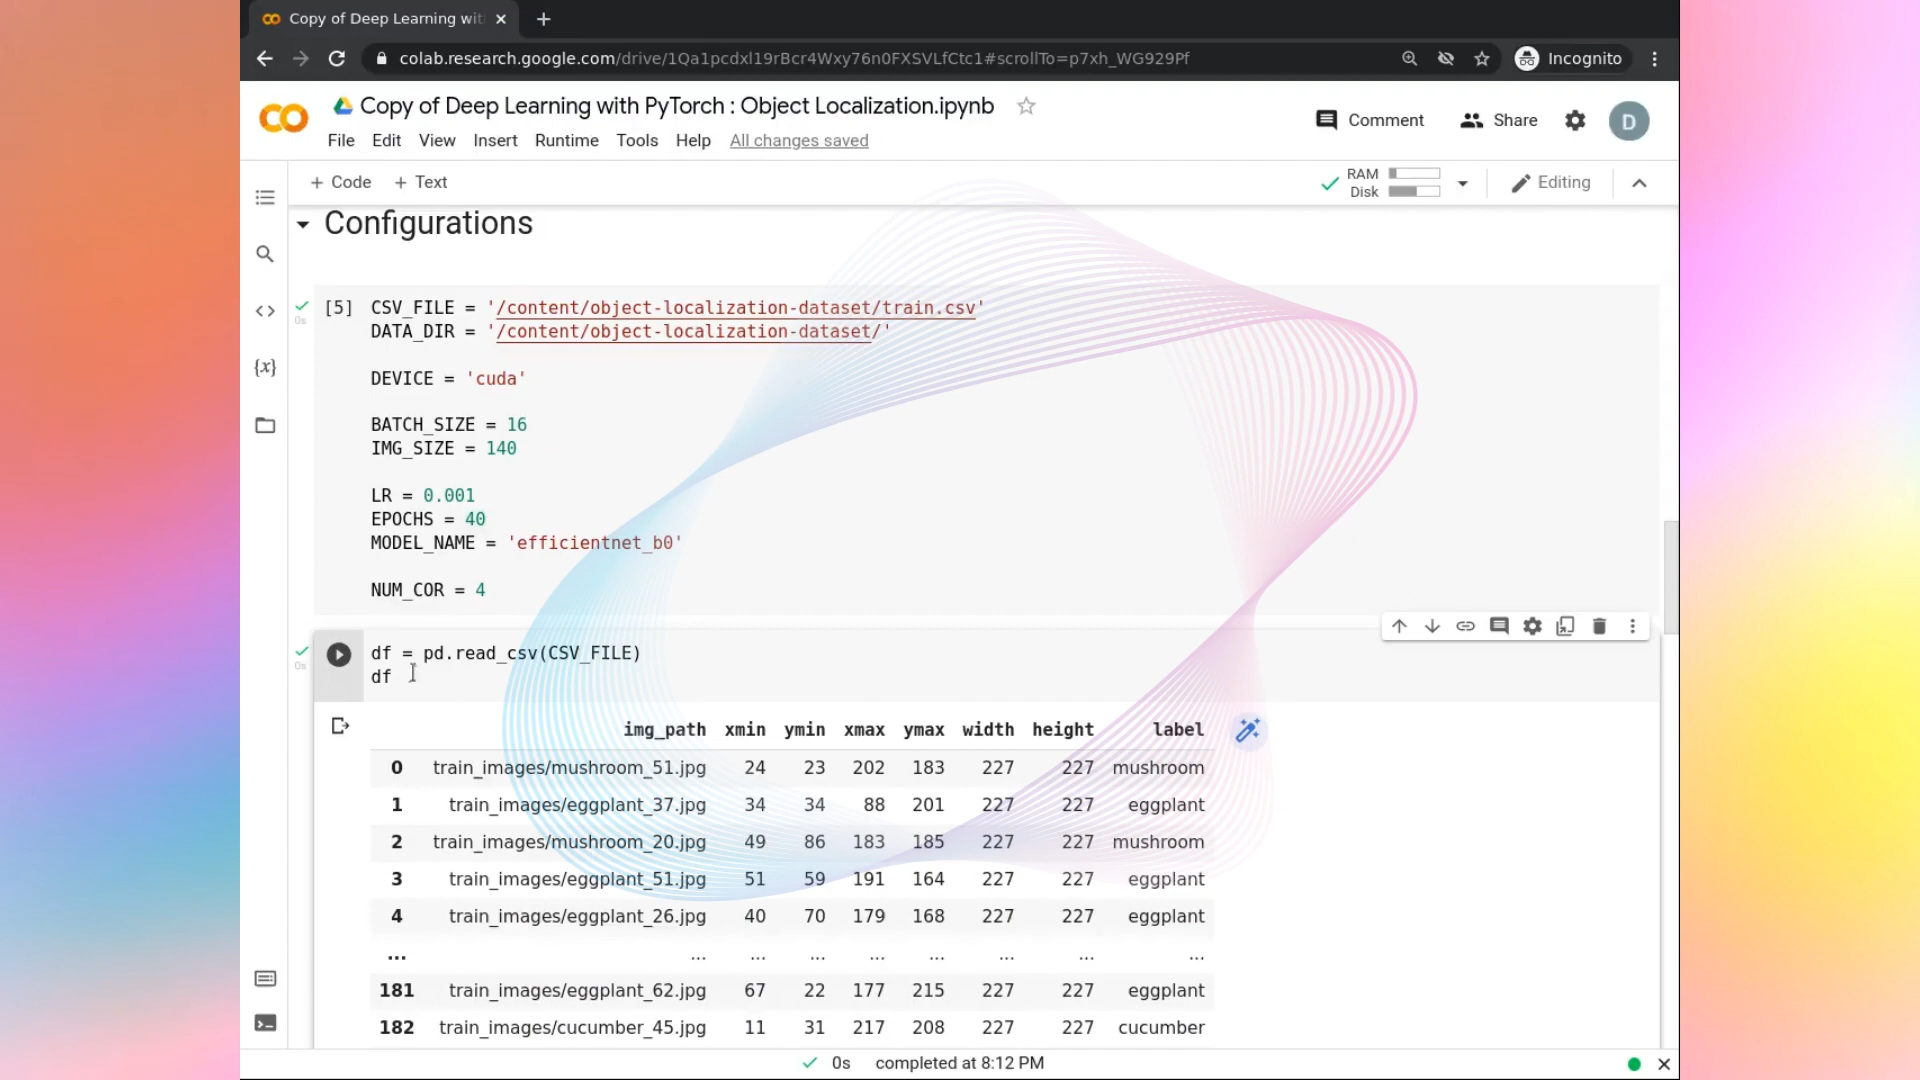 Copy of Deep Learning wit
colab.research.google.com/drive/1Qa1pcdxl19rBcr4Wxy76n0FXSVLfCtc1#scrollTo=p7xh_WG929Pf
Incognito
Copy of Deep Learning with PyTorch : Object Localization.ipynb
Comment Share D
File Edit View Insert Runtime Tools Help All changes saved
+ Code + Text
RAM
Disk
Editing
Configurations
[5] CSV_FILE = '/content/object-localization-dataset/train.csv'
0s
DATA_DIR = '/content/object-localization-dataset/'
DEVICE = 'cuda'
BATCH_SIZE = 16
IMG_SIZE = 140
LR = 0.001
EPOCHS = 40
MODEL_NAME = 'efficientnet_b0'
NUM_COR = 4
df = pd.read_csv(CSV_FILE)
0s
df
img_path xmin ymin xmax ymax width height label
0 train_images/mushroom_51.jpg 24 23 202 183 227 227 mushroom
1 train_images/eggplant_37.jpg 34 34 88 201 227 227 eggplant
2 train_images/mushroom_20.jpg 49 86 183 185 227 227 mushroom
3 train_images/eggplant_51.jpg 51 59 191 164 227 227 eggplant
4 train_images/eggplant_26.jpg 40 70 179 168 227 227 eggplant
... ... ... ... ... ... ... ... ...
181 train_images/eggplant_62.jpg 67 22 177 215 227 227 eggplant
182 train_images/cucumber_45.jpg 11 31 217 208 227 227 cucumber
0s completed at 8:12 PM